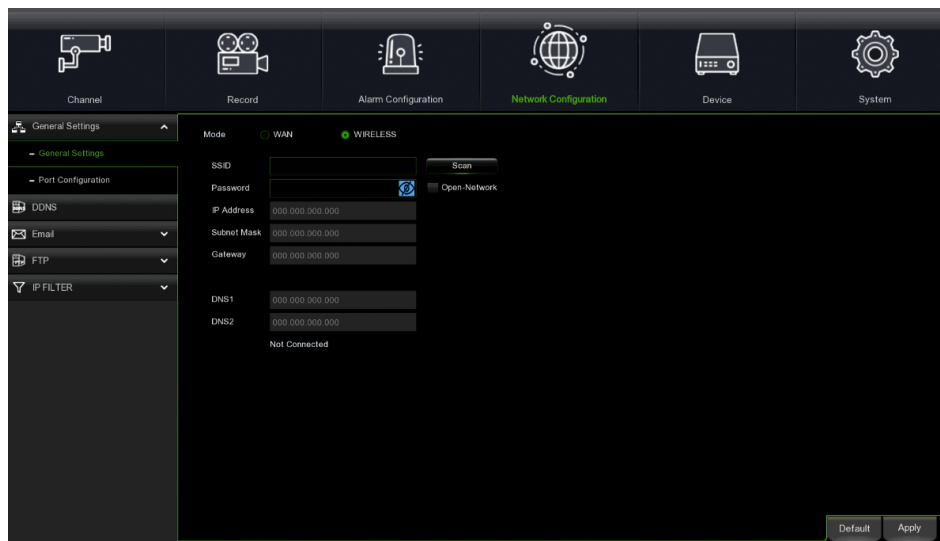 Channel Record Alarm Configuration Network Configuration Device System
General Settings
Mode WAN WIRELESS
– General Settings
SSID Scan
– Port Configuration
Password Open-Network
DDNS
IP Address 000.000.000.000
Email
Subnet Mask 000.000.000.000
FTP
Gateway 000.000.000.000
IP FILTER
DNS1 000.000.000.000
DNS2 000.000.000.000
Not Connected
Default Apply